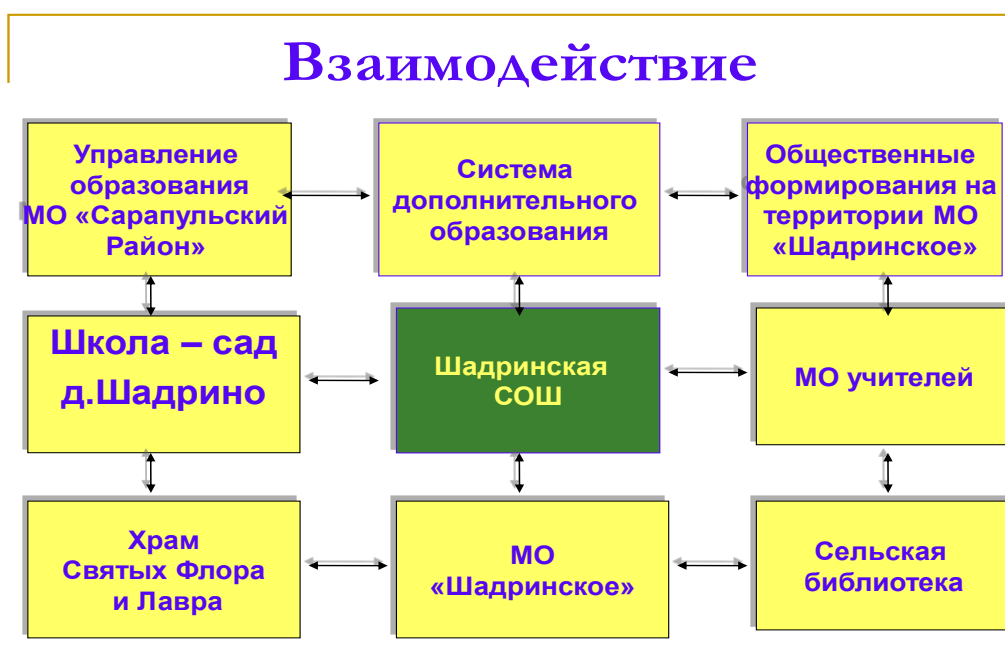 Взаимодействие
Управление
образования
МО «Сарапульский
Район»
Система
дополнительного
образования
Общественные
формирования на
территории МО
«Шадринское»
Школа – сад
д.Шадрино
Шадринская
СОШ
МО учителей
Храм
Святых Флора
и Лавра
МО
«Шадринское»
Сельская
библиотека